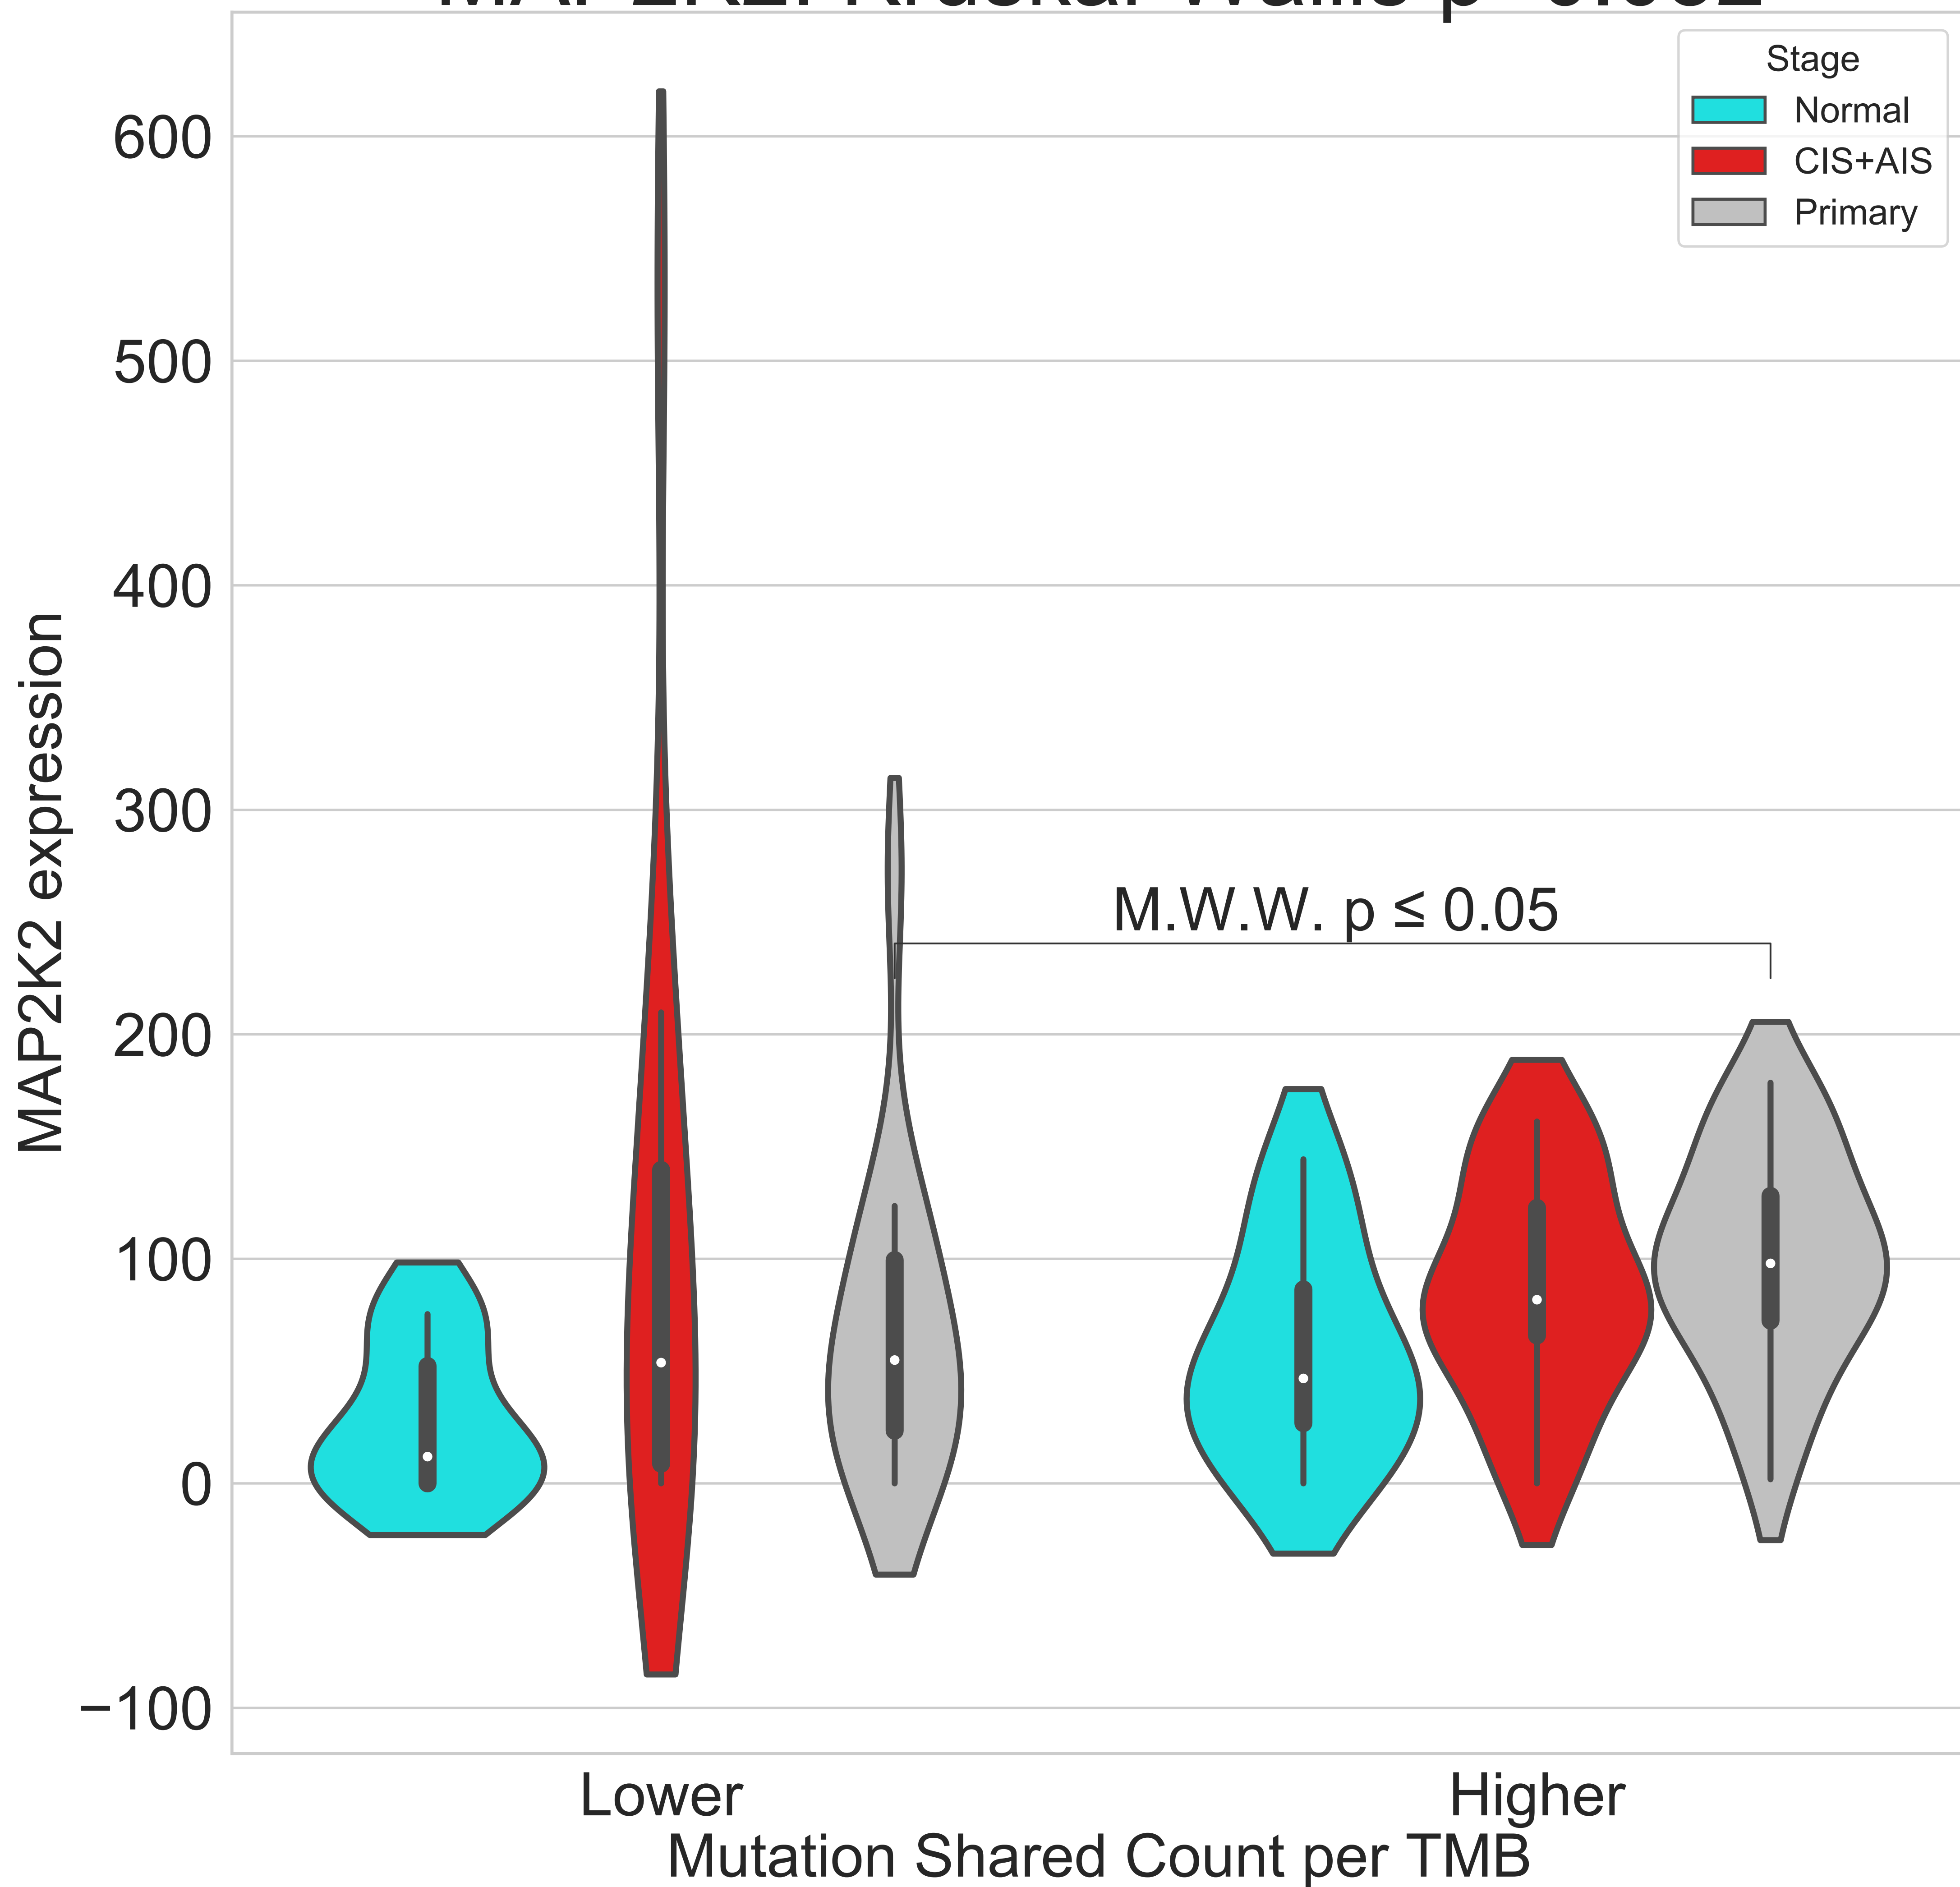 Stage
Normal
CIS+AIS
Primary
600
500
400
300
200
100
0
−100
MAP2K2 expression
M.W.W. p ≤ 0.05
Lower
Higher
Mutation Shared Count per TMB